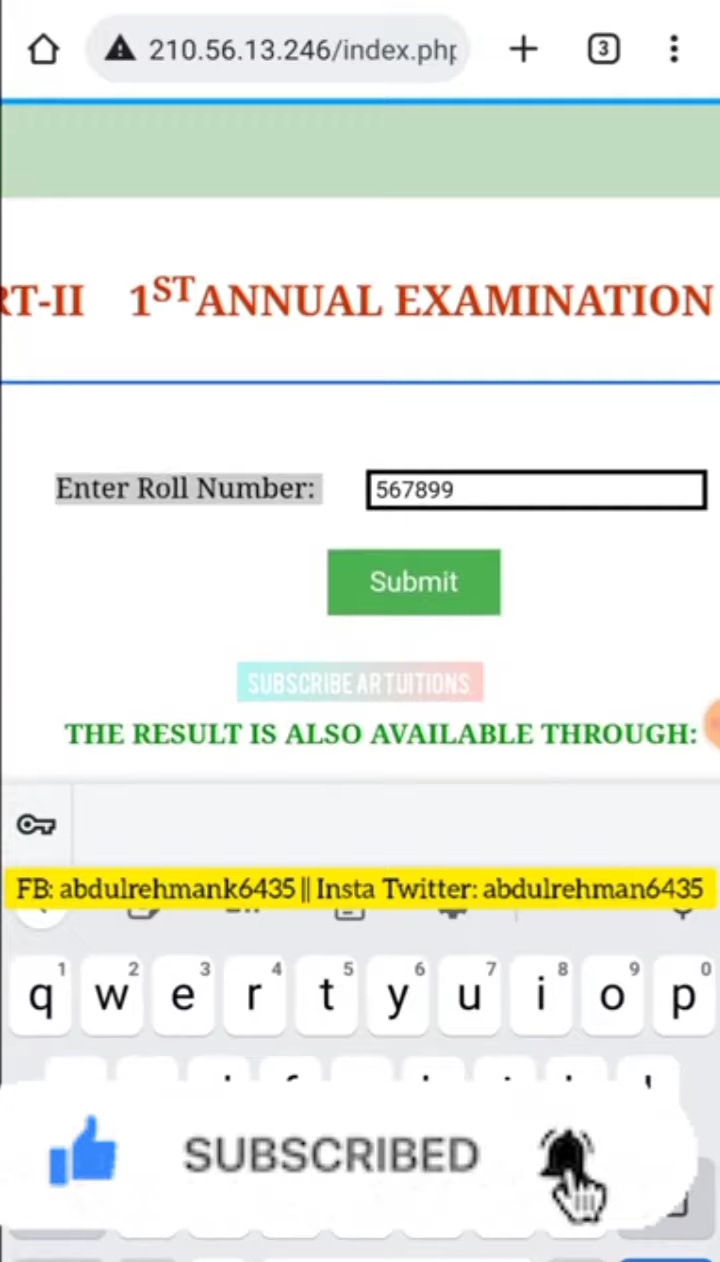 3
210.56.13.246/index.php
RT-II 1ST ANNUAL EXAMINATION
Enter Roll Number: 567899
Submit
SUBSCRIBE AR TUITIONS
THE RESULT IS ALSO AVAILABLE THROUGH:
FB: abdulrehmank6435 || Insta Twitter: abdulrehman6435
1 2 3 4 5 6 7 8 9 0
q w e r t y u i o p
SUBSCRIBED